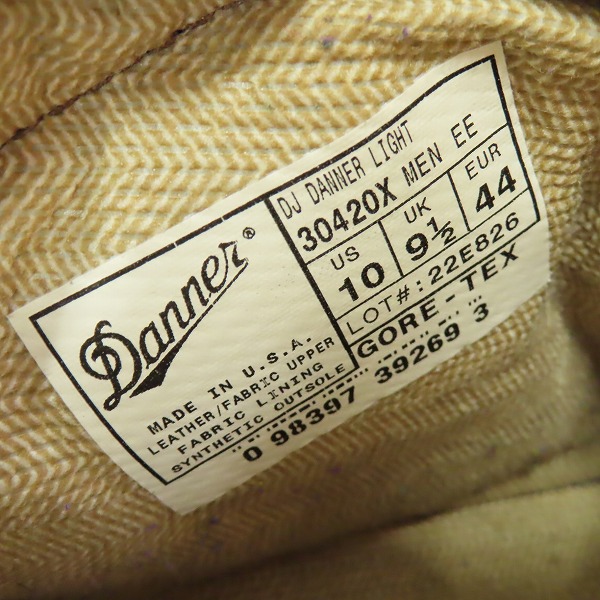 Danner®
MADE IN U.S.A.
LEATHER/FABRIC UPPER
FABRIC LINING
SYNTHETIC OUTSOLE
DJ DANNER LIGHT
30420X MEN EE
US UK EUR
10 9½ 44
LOT#:22E826
GORE-TEX
0 98397 39269 3